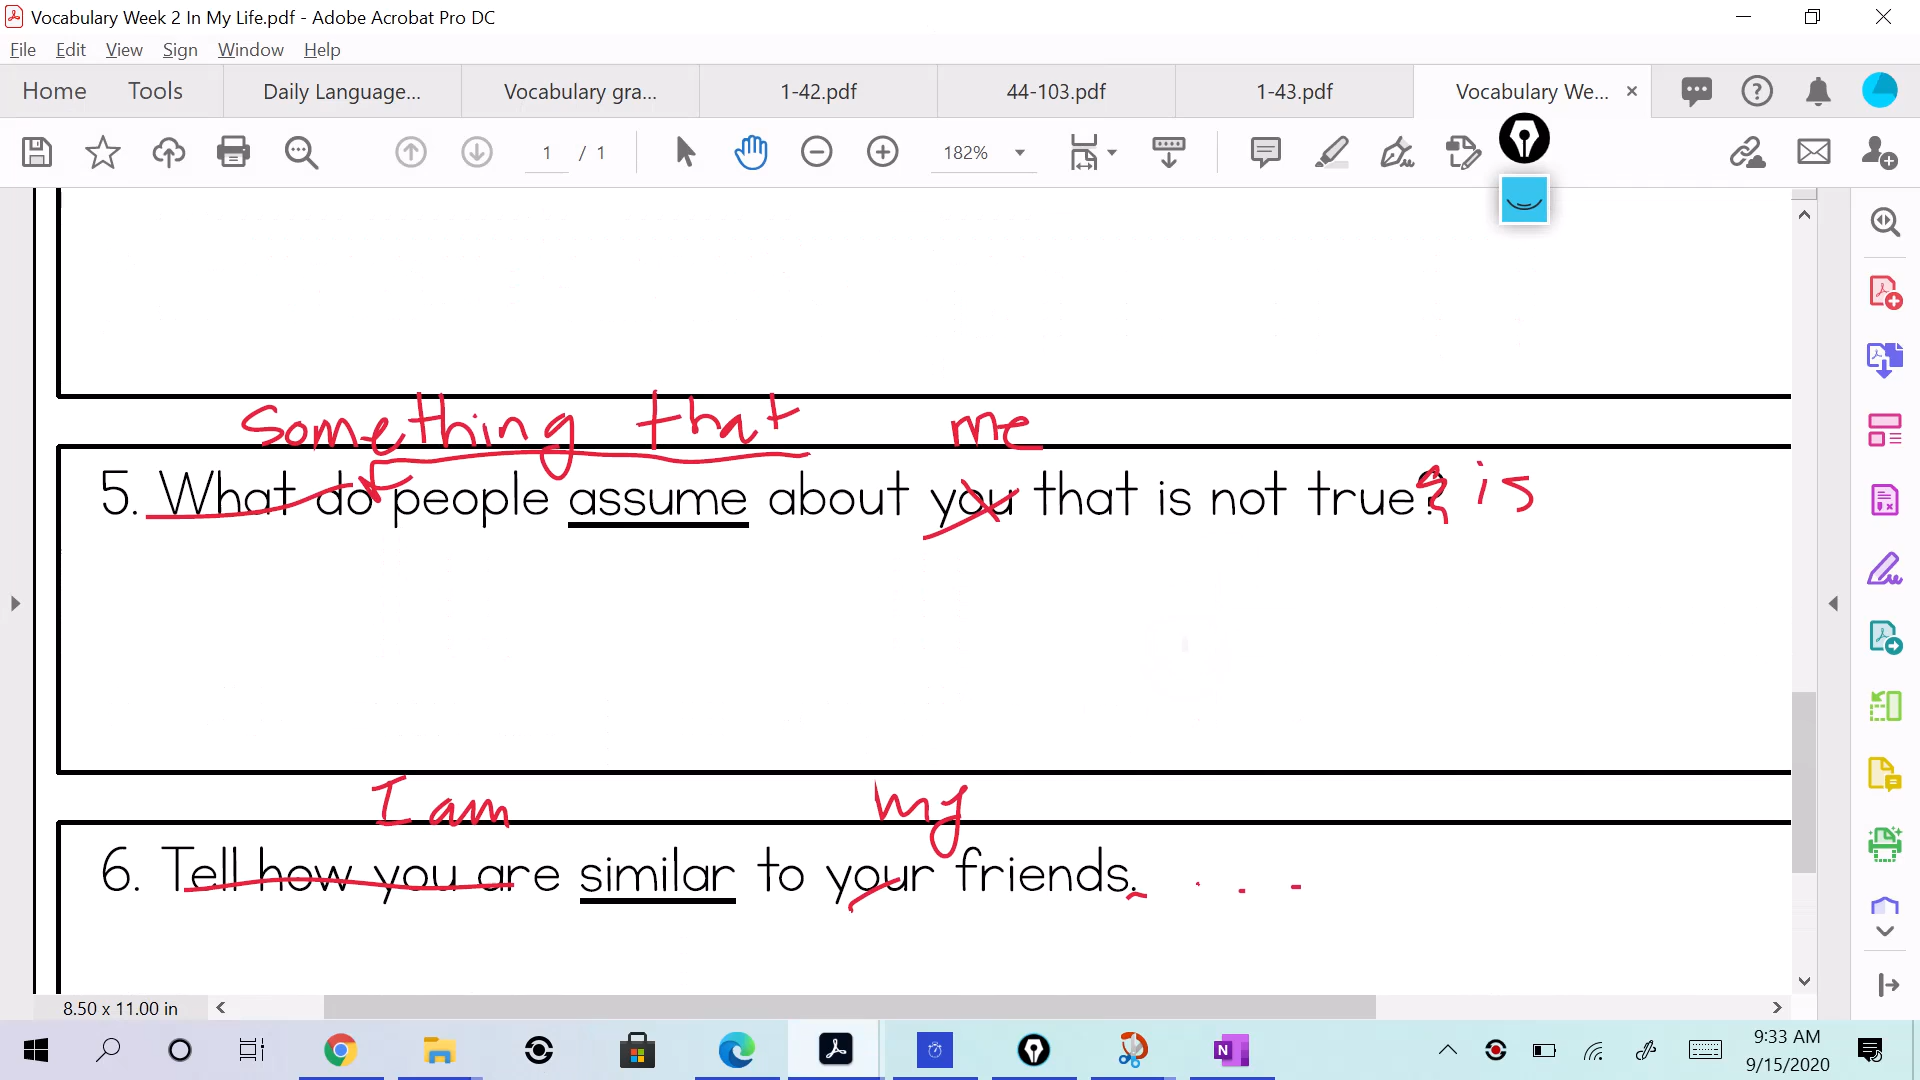 Vocabulary Week 2 In My Life.pdf - Adobe Acrobat Pro DC
File Edit View Sign Window Help
Home Tools Daily Language... Vocabulary gra... 1-42.pdf 44-103.pdf 1-43.pdf Vocabulary We...
1 / 1 182%
Something that me
5. What do people assume about you that is not true? is
I am my
6. Tell how you are similar to your friends. . . .
8.50 x 11.00 in
9:33 AM
9/15/2020